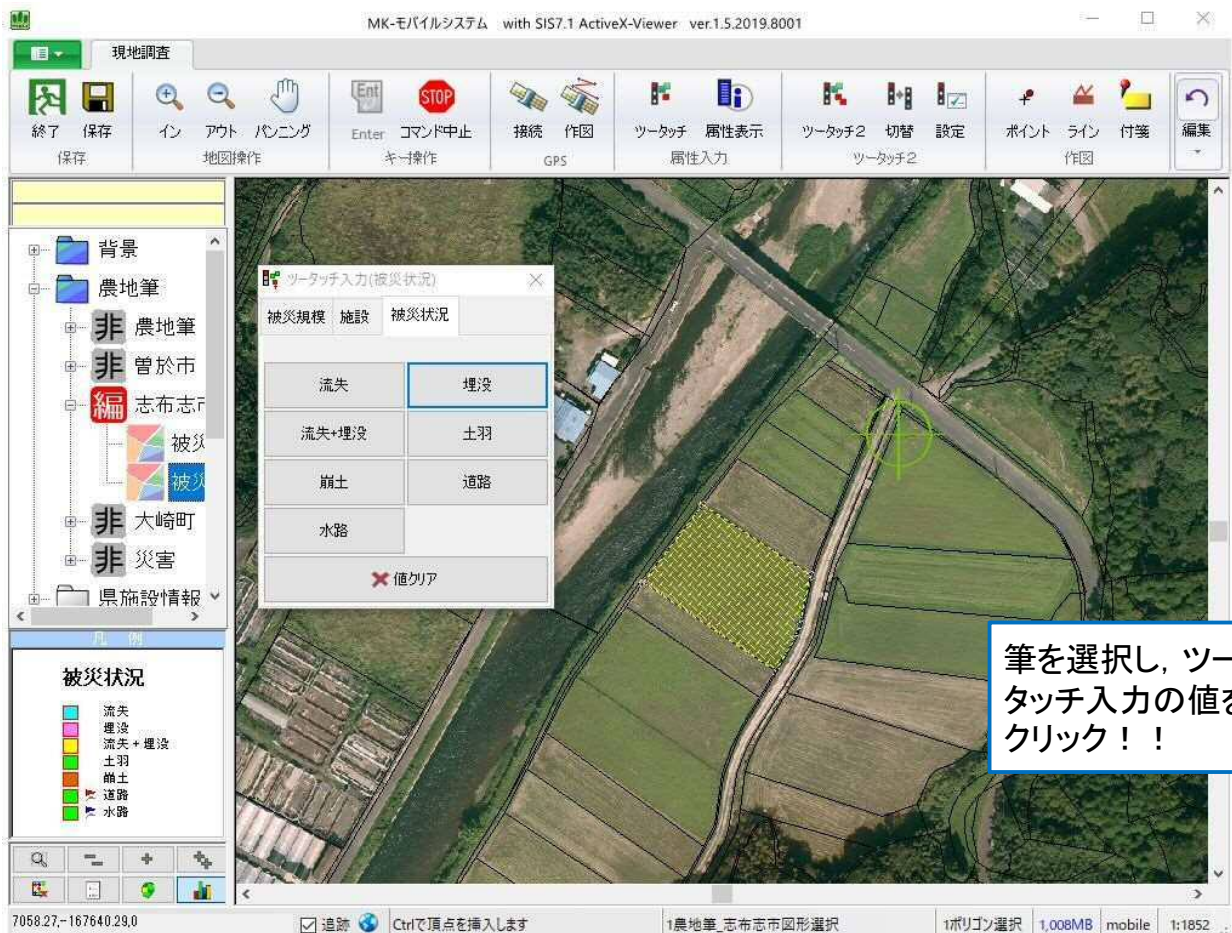 MK-モバイルシステム with SIS7.1 ActiveX-Viewer ver.1.5.2019.8001
現地調査
終了 保存 イン アウト パンニング Enter コマンド中止 接続 作図 ツータッチ 属性表示 ツータッチ2 切替 設定 ポイント ライン 付箋 編集
保存 地図操作 キー操作 GPS 属性入力 ツータッチ2 作図
背景
農地筆
非 農地筆
非 曽於市
編 志布志市
被災
被災
非 大崎町
非 災害
県施設情報
ツータッチ入力(被災状況)
被災規模 施設 被災状況
流失 埋没
流失+埋没 土羽
崩土 道路
水路
値クリア
凡 例
被災状況
流失
埋没
流失+埋没
土羽
崩土
道路
水路
筆を選択し,ツー
タッチ入力の値を
クリック!!
7058.27,-167640.29,0 追跡 Ctrlで頂点を挿入します 1農地筆_志布志市図形選択 1ポリゴン選択 1,008MB mobile 1:1852